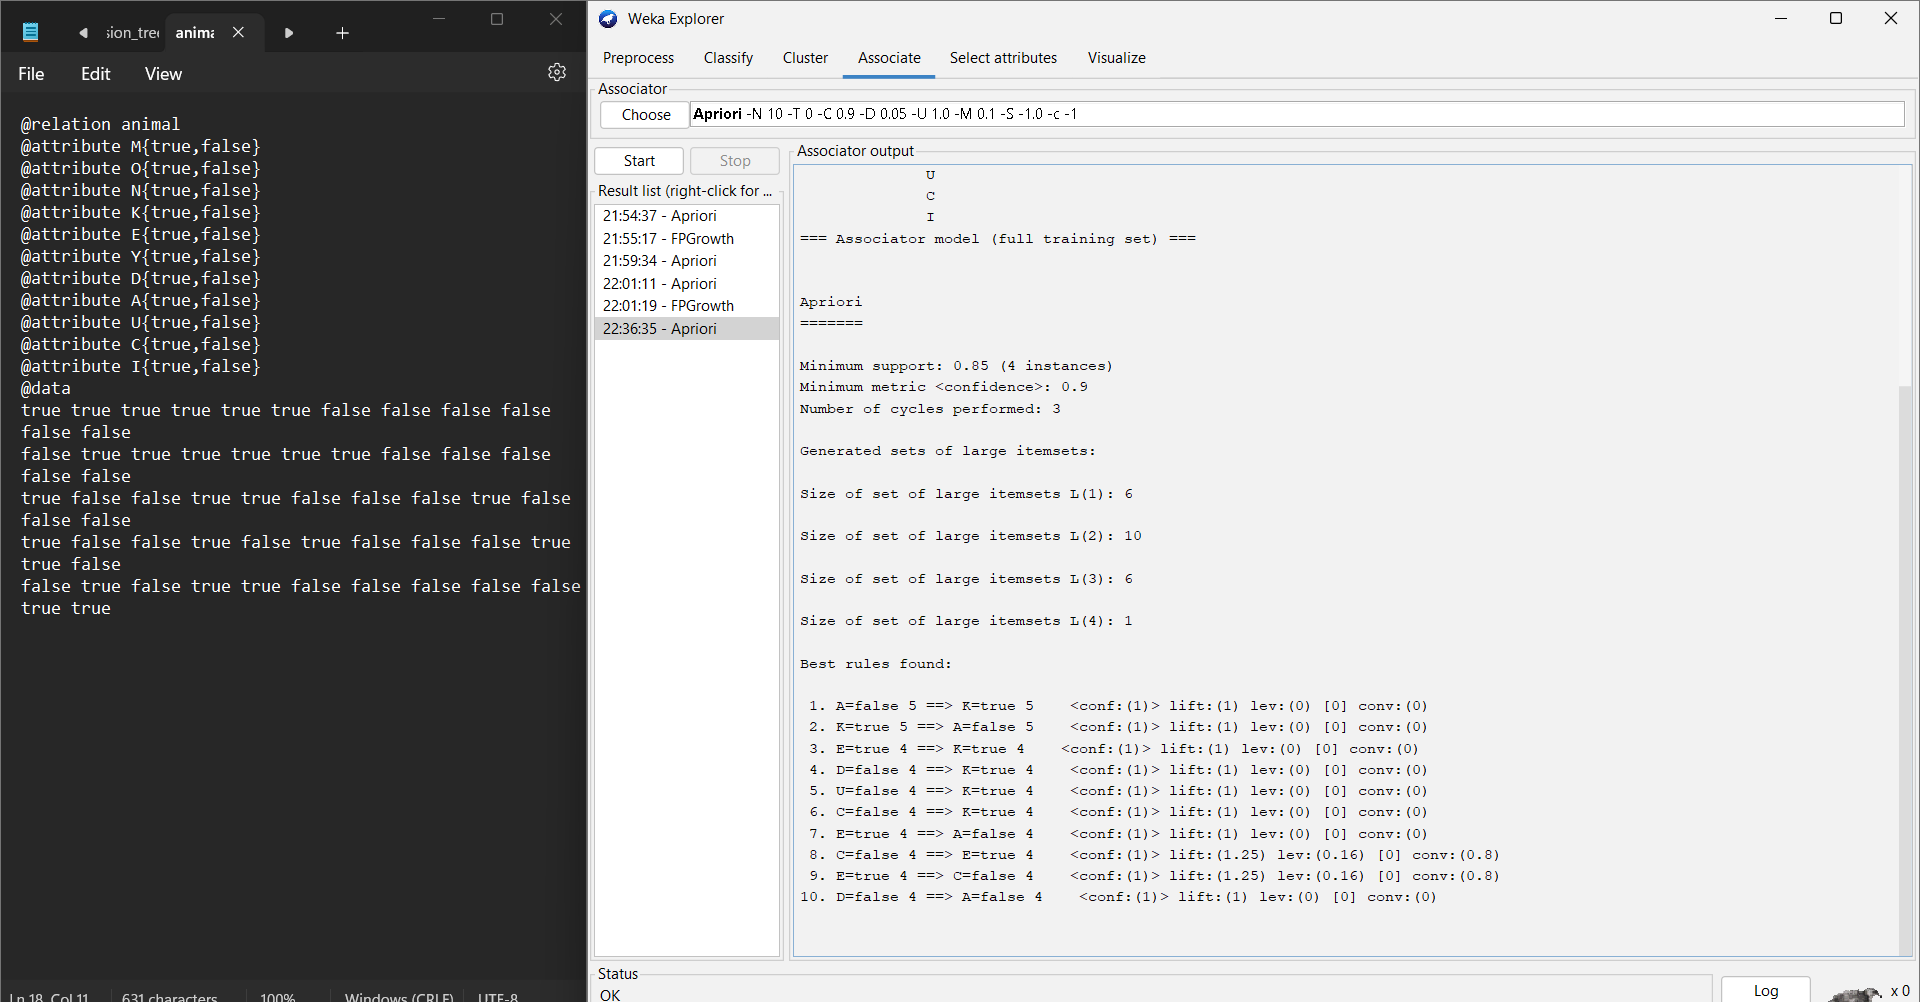 sion_tree
anima
File Edit View
@relation animal
@attribute M{true,false}
@attribute O{true,false}
@attribute N{true,false}
@attribute K{true,false}
@attribute E{true,false}
@attribute Y{true,false}
@attribute D{true,false}
@attribute A{true,false}
@attribute U{true,false}
@attribute C{true,false}
@attribute I{true,false}
@data
true true true true true true false false false false
false false
false true true true true true true false false false
false false
true false false true true false false false true false
false false
true false false true false true false false false true
true false
false true false true true false false false false false
true true
Ln 18, Col 11 631 characters 100% Windows (CRLF) UTF-8
Weka Explorer
Preprocess Classify Cluster Associate Select attributes Visualize
Associator
Choose Apriori -N 10 -T 0 -C 0.9 -D 0.05 -U 1.0 -M 0.1 -S -1.0 -c -1
Start Stop
Result list (right-click for ...
21:54:37 - Apriori
21:55:17 - FPGrowth
21:59:34 - Apriori
22:01:11 - Apriori
22:01:19 - FPGrowth
22:36:35 - Apriori
Associator output
U
C
I
=== Associator model (full training set) ===
Apriori
=======
Minimum support: 0.85 (4 instances)
Minimum metric <confidence>: 0.9
Number of cycles performed: 3
Generated sets of large itemsets:
Size of set of large itemsets L(1): 6
Size of set of large itemsets L(2): 10
Size of set of large itemsets L(3): 6
Size of set of large itemsets L(4): 1
Best rules found:
1. A=false 5 ==> K=true 5 <conf:(1)> lift:(1) lev:(0) [0] conv:(0)
2. K=true 5 ==> A=false 5 <conf:(1)> lift:(1) lev:(0) [0] conv:(0)
3. E=true 4 ==> K=true 4 <conf:(1)> lift:(1) lev:(0) [0] conv:(0)
4. D=false 4 ==> K=true 4 <conf:(1)> lift:(1) lev:(0) [0] conv:(0)
5. U=false 4 ==> K=true 4 <conf:(1)> lift:(1) lev:(0) [0] conv:(0)
6. C=false 4 ==> K=true 4 <conf:(1)> lift:(1) lev:(0) [0] conv:(0)
7. E=true 4 ==> A=false 4 <conf:(1)> lift:(1) lev:(0) [0] conv:(0)
8. C=false 4 ==> E=true 4 <conf:(1)> lift:(1.25) lev:(0.16) [0] conv:(0.8)
9. E=true 4 ==> C=false 4 <conf:(1)> lift:(1.25) lev:(0.16) [0] conv:(0.8)
10. D=false 4 ==> A=false 4 <conf:(1)> lift:(1) lev:(0) [0] conv:(0)
Status
OK
Log
x 0